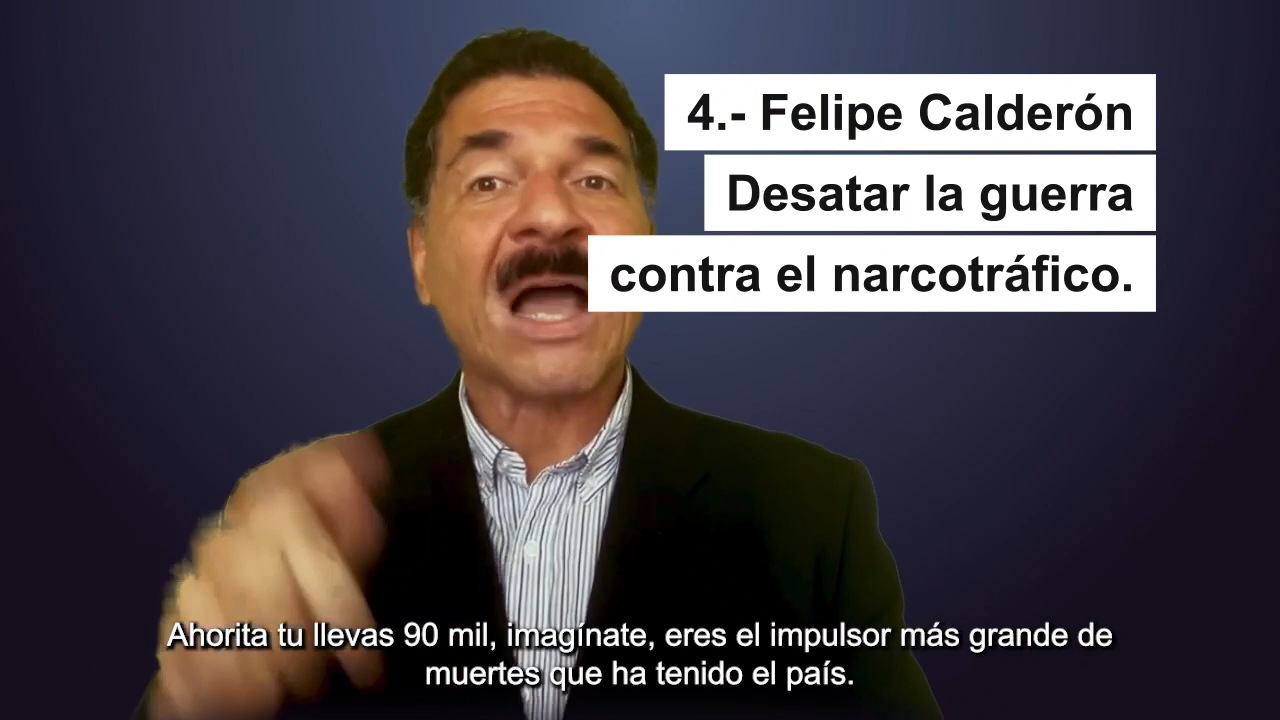 4.- Felipe Calderón
Desatar la guerra
contra el narcotráfico.
Ahorita tu llevas 90 mil, imagínate, eres el impulsor más grande de
muertes que ha tenido el país.